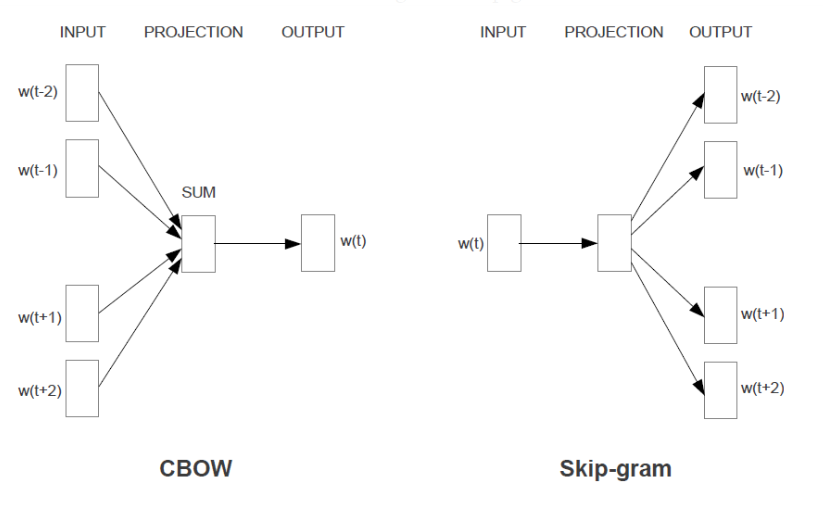 INPUT PROJECTION OUTPUT
w(t-2)
w(t-1)
SUM
w(t)
w(t+1)
w(t+2)
CBOW
INPUT PROJECTION OUTPUT
w(t-2)
w(t-1)
w(t)
w(t+1)
w(t+2)
Skip-gram